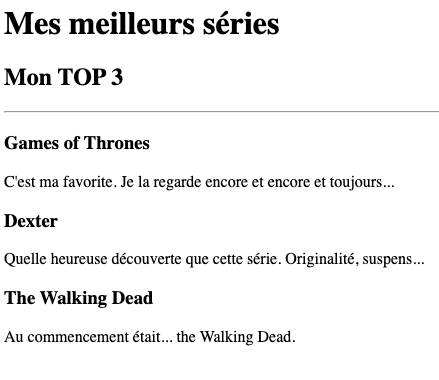 Mes meilleurs séries
Mon TOP 3
Games of Thrones
C'est ma favorite. Je la regarde encore et encore et toujours...
Dexter
Quelle heureuse découverte que cette série. Originalité, suspens...
The Walking Dead
Au commencement était... the Walking Dead.